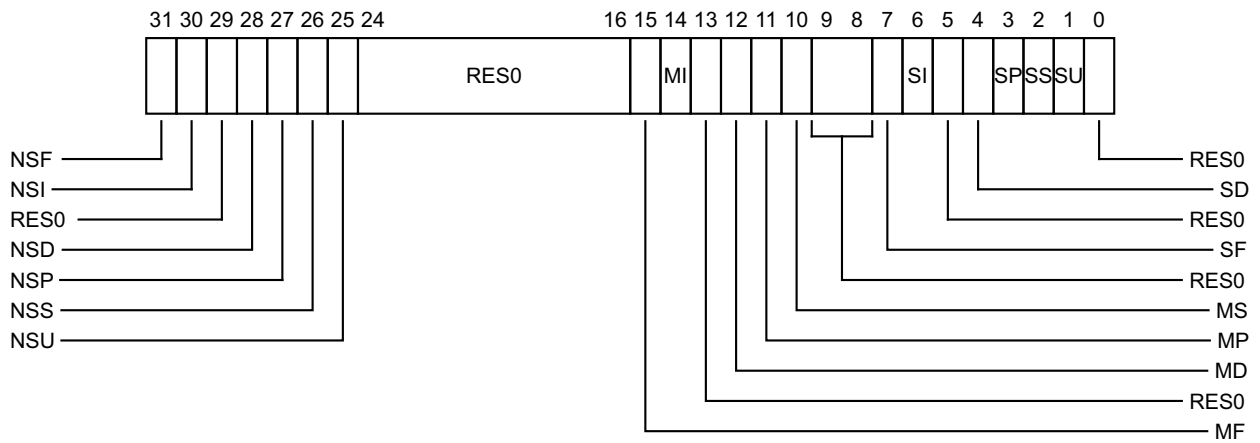 31 30 29 28 27 26 25 24 16 15 14 13 12 11 10 9 8 7 6 5 4 3 2 1 0
RES0 MI SI SP SS SU
NSF RES0
NSI SD
RES0 RES0
NSD SF
NSP RES0
NSS MS
NSU MP
MD
RES0
MF